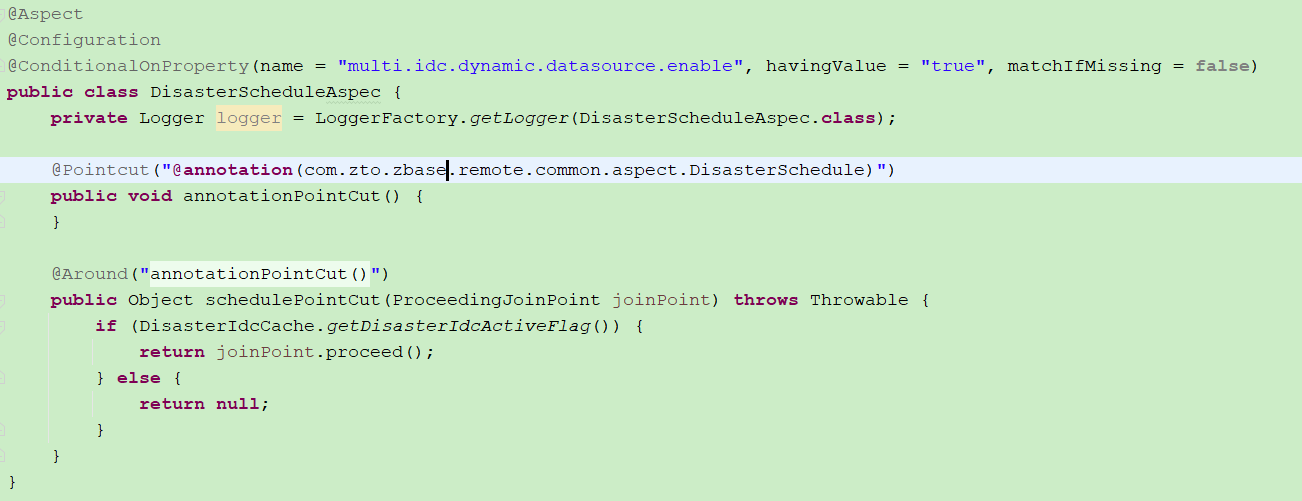 @Aspect
@Configuration
@ConditionalOnProperty(name = "multi.idc.dynamic.datasource.enable", havingValue = "true", matchIfMissing = false)
public class DisasterScheduleAspec {
    private Logger logger = LoggerFactory.getLogger(DisasterScheduleAspec.class);
    @Pointcut("@annotation(com.zto.zbase.remote.common.aspect.DisasterSchedule)")
    public void annotationPointCut() {
    }
    @Around("annotationPointCut()")
    public Object schedulePointCut(ProceedingJoinPoint joinPoint) throws Throwable {
        if (DisasterIdcCache.getDisasterIdcActiveFlag()) {
            return joinPoint.proceed();
        } else {
            return null;
        }
    }
}